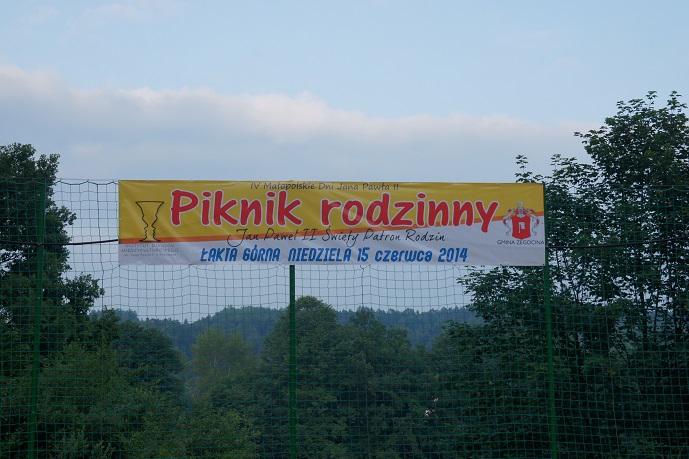 IV Małopolskie Dni Jana Pawła II
Piknik rodzinny
Jan Paweł II Święty Patron Rodzin
ŁĄKTA GÓRNA NIEDZIELA 15 czerwca 2014
GMINA ŻEGOCINA